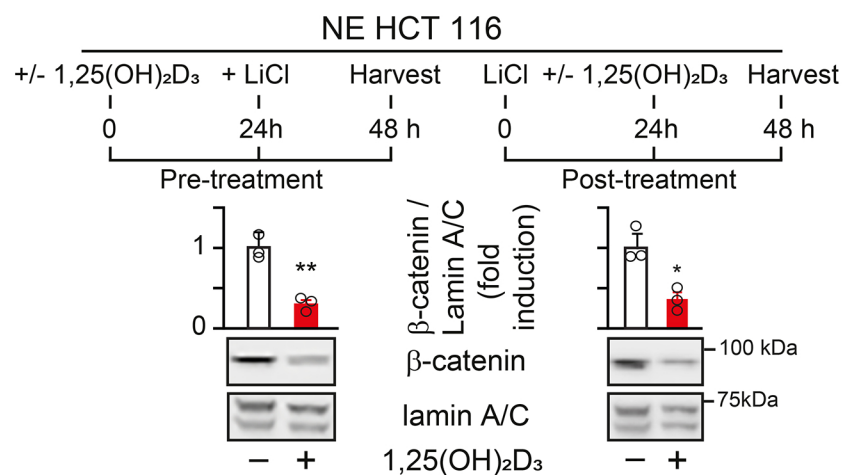 NE HCT 116
+/- 1,25(OH)₂D₃ + LiCl Harvest LiCl +/- 1,25(OH)₂D₃ Harvest
0 24h 48 h 0 24h 48 h
Pre-treatment Post-treatment
β-catenin /
Lamin A/C
(fold
induction)
1
0
**
*
β-catenin
100 kDa
lamin A/C
75kDa
− + 1,25(OH)₂D₃ − +